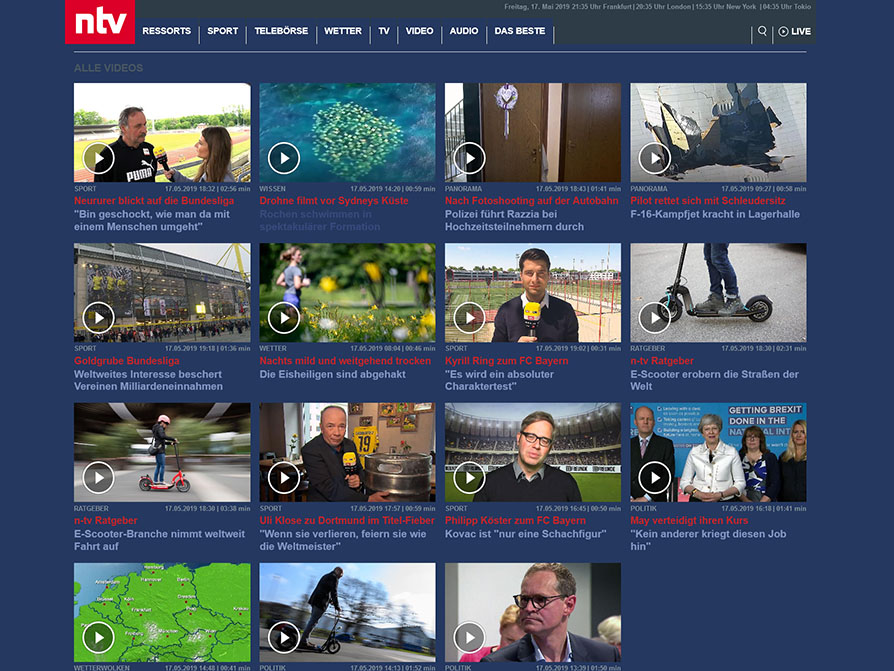 Freitag, 17. Mai 2019 21:35 Uhr Frankfurt | 20:35 Uhr London | 15:35 Uhr New York | 04:35 Uhr Tokio
ntv
RESSORTS SPORT TELEBÖRSE WETTER TV VIDEO AUDIO DAS BESTE LIVE
ALLE VIDEOS
SPORT 17.05.2019 18:32 | 02:56 min
Neururer blickt auf die Bundesliga
"Bin geschockt, wie man da mit
einem Menschen umgeht"
WISSEN 17.05.2019 14:20 | 00:59 min
Drohne filmt vor Sydneys Küste
Rochen schwimmen in
spektakulärer Formation
PANORAMA 17.05.2019 18:43 | 01:41 min
Nach Fotoshooting auf der Autobahn
Polizei führt Razzia bei
Hochzeitsteilnehmern durch
PANORAMA 17.05.2019 09:27 | 00:58 min
Pilot rettet sich mit Schleudersitz
F-16-Kampfjet kracht in Lagerhalle
SPORT 17.05.2019 19:18 | 01:36 min
Goldgrube Bundesliga
Weltweites Interesse beschert
Vereinen Milliardeneinnahmen
WETTER 17.05.2019 08:04 | 00:46 min
Nachts mild und weitgehend trocken
Die Eisheiligen sind abgehakt
SPORT 17.05.2019 19:02 | 00:31 min
Kyrill Ring zum FC Bayern
"Es wird ein absoluter
Charaktertest"
RATGEBER 17.05.2019 18:30 | 02:31 min
n-tv Ratgeber
E-Scooter erobern die Straßen der
Welt
PUMA
19
GETTING BREXIT
DONE IN THE
NATIONAL INT
RATGEBER 17.05.2019 18:30 | 03:38 min
n-tv Ratgeber
E-Scooter-Branche nimmt weltweit
Fahrt auf
SPORT 17.05.2019 17:57 | 00:59 min
Uli Klose zu Dortmund im Titel-Fieber
"Wenn sie verlieren, feiern sie wie
die Weltmeister"
SPORT 17.05.2019 16:45 | 00:50 min
Philipp Köster zum FC Bayern
Kovac ist "nur eine Schachfigur"
POLITIK 17.05.2019 16:18 | 01:41 min
May verteidigt ihren Kurs
"Kein anderer kriegt diesen Job
hin"
WETTERWOLKEN 17.05.2019 14:48 | 00:41 min
POLITIK 17.05.2019 14:13 | 01:52 min
POLITIK 17.05.2019 13:39 | 01:50 min